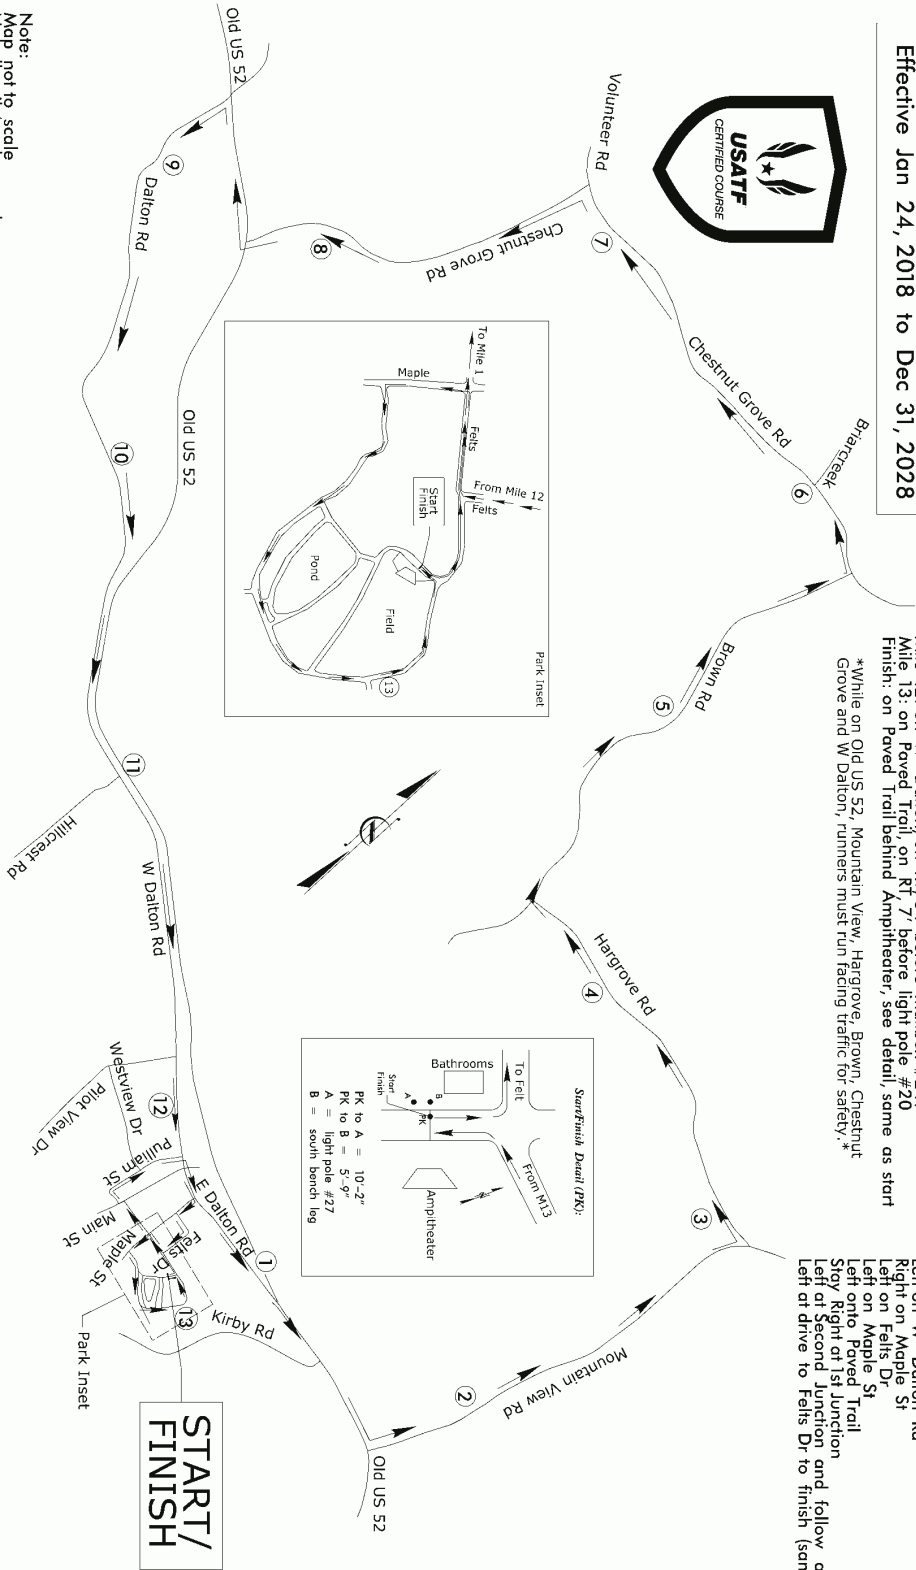 Effective Jan 24, 2018 to Dec 31, 2028
USATF
CERTIFIED COURSE
Note:
Map not to scale
Mile 13: on Paved Trail, on RT, 7' before light pole #20
Finish: on Paved Trail behind Ampitheater, see detail, same as start
*While on Old US 52, Mountain View, Hargrove, Brown, Chestnut
Grove and W Dalton, runners must run facing traffic for safety.*
Right on Maple St
Left on Felts Dr
Left on Maple St
Left onto Paved Trail
Stay Right at 1st Junction
Left at Second Junction and follow
Left at drive to Felts Dr to finish
Old US 52
Volunteer Rd
9
Dalton Rd
8
7
Chestnut Grove Rd
Chestnut Grove Rd
Briarcreek
6
10
Old US 52
To Mile 1
Maple
Felts
From Mile 12
Felts
Start
Finish
Pond
Field
13
Park Inset
Brown Rd
5
11
Hillcrest Rd
W Dalton Rd
Hargrove Rd
4
Start/Finish Detail (PK):
To Felt
From M13
Bathrooms
B
A
PK
Start
Finish
Ampitheater
PK to A = 10'-2"
PK to B = 5'-9"
A = light pole #27
B = south bench leg
3
Westview Dr
Pilot View Dr
12
Pulliam St
Main St
E Dalton Rd
Felts Dr
Maple St
13
1
Kirby Rd
Park Inset
2
Mountain View Rd
Old US 52
START/
FINISH